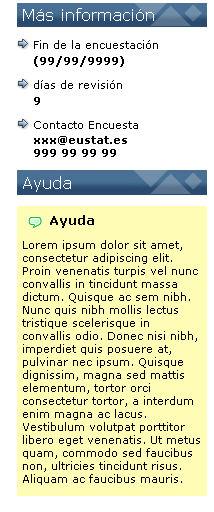 Más información
Fin de la encuestación
(99/99/9999)
días de revisión
9
Contacto Encuesta
xxx@eustat.es
999 99 99 99
Ayuda
Ayuda
Lorem ipsum dolor sit amet,
consectetur adipiscing elit.
Proin venenatis turpis vel nunc
convallis in tincidunt massa
dictum. Quisque ac sem nibh.
Nunc quis nibh mollis lectus
tristique scelerisque in
convallis odio. Donec nisi nibh,
imperdiet quis posuere at,
pulvinar nec ipsum. Quisque
dignissim, magna sed mattis
elementum, tortor orci
consectetur tortor, a interdum
enim magna ac lacus.
Vestibulum volutpat porttitor
libero eget venenatis. Ut metus
quam, commodo sed faucibus
non, ultricies tincidunt risus.
Aliquam ac faucibus mauris.